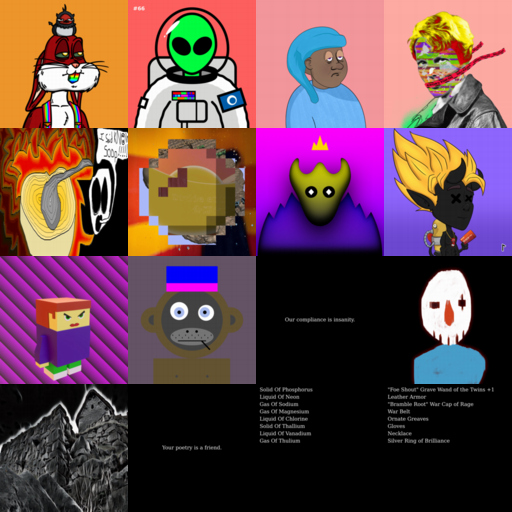 #66
Our compliance is insanity.
Your poetry is a friend.
Solid Of Phosphorus
Liquid Of Neon
Gas Of Sodium
Gas Of Magnesium
Liquid Of Chlorine
Solid Of Thallium
Liquid Of Vanadium
Gas Of Thulium
"Foe Shout" Grave Wand of the Twins +1
Leather Armor
"Bramble Root" War Cap of Rage
War Belt
Ornate Greaves
Gloves
Necklace
Silver Ring of Brilliance